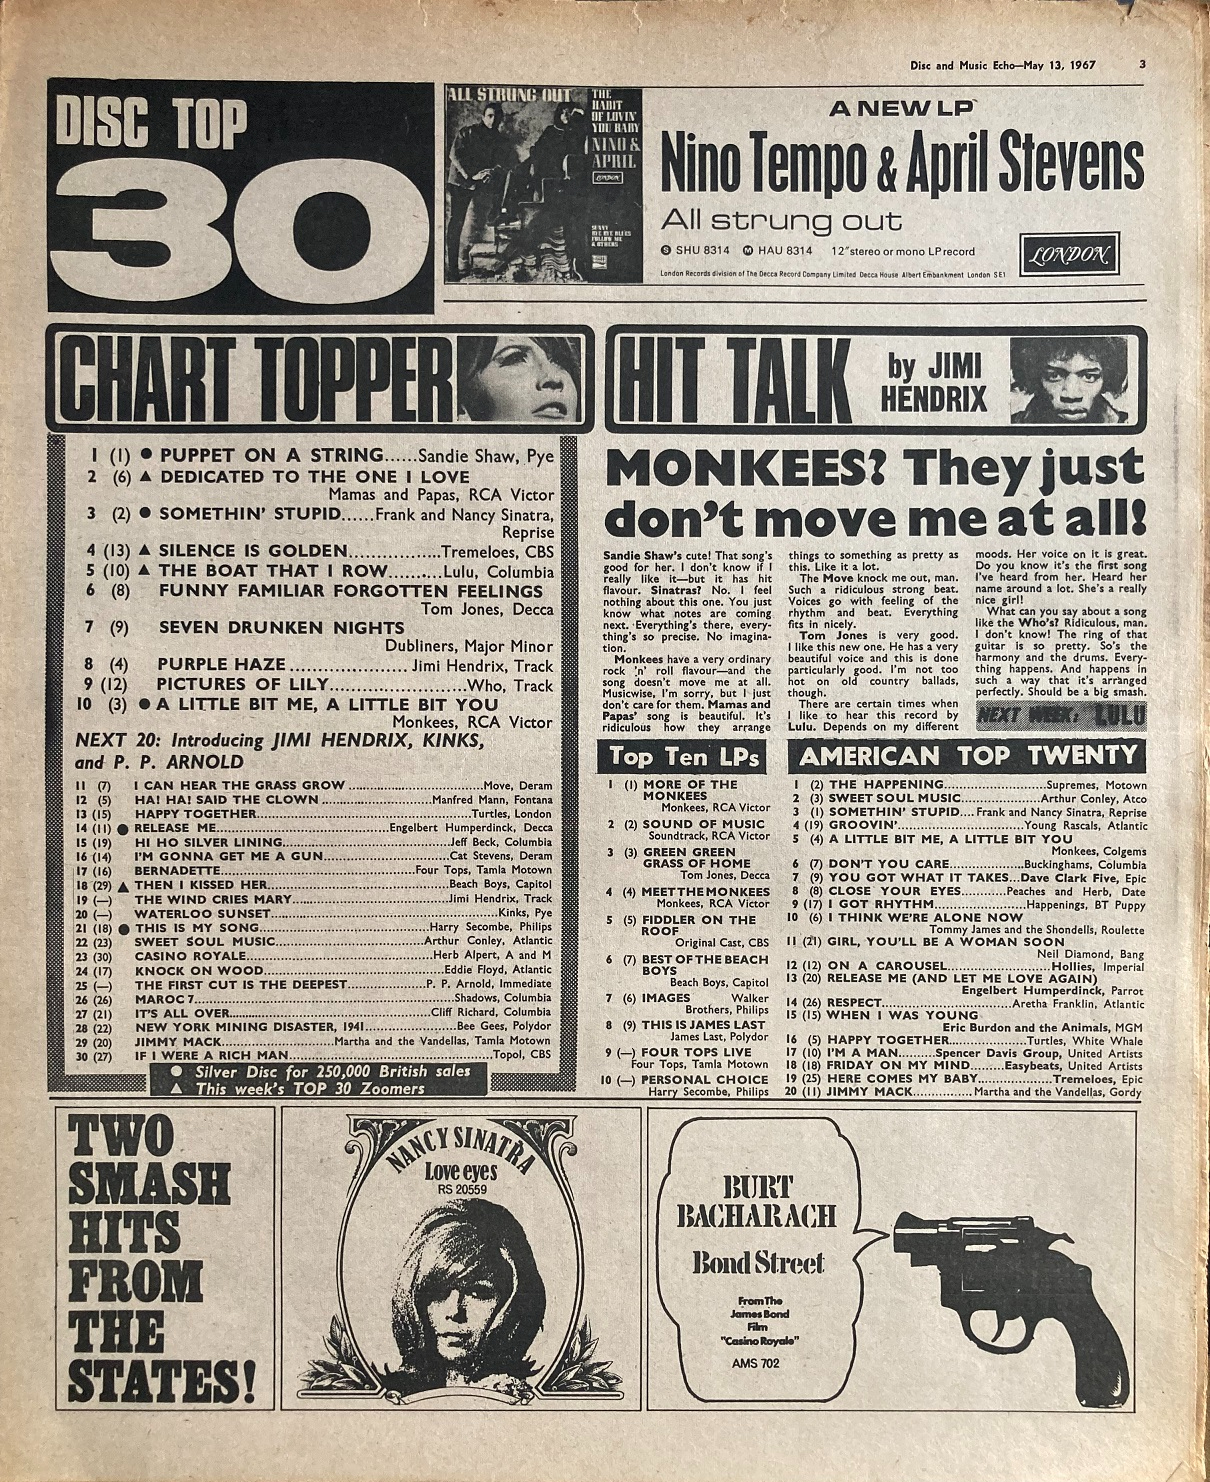 Disc and Music Echo—May 13, 1967 3
DISC TOP
30
ALL STRUNG OUT
THE
HABIT
OF LOVIN'
YOU BABY
NINO &
APRIL
LONDON
SUNNY
BYE BYE BLUES
FOLLOW ME
& OTHERS
A NEW LP
Nino Tempo & April Stevens
All strung out
S SHU 8314 M HAU 8314 12" stereo or mono LP record
London Records division of The Decca Record Company Limited Decca House Albert Embankment London SE1
LONDON
CHART TOPPER
1 (1) ● PUPPET ON A STRING......Sandie Shaw, Pye
2 (6) ▲ DEDICATED TO THE ONE I LOVE
Mamas and Papas, RCA Victor
3 (2) ● SOMETHIN' STUPID......Frank and Nancy Sinatra,
Reprise
4 (13) ▲ SILENCE IS GOLDEN.................Tremeloes, CBS
5 (10) ▲ THE BOAT THAT I ROW..........Lulu, Columbia
6 (8) FUNNY FAMILIAR FORGOTTEN FEELINGS
Tom Jones, Decca
7 (9) SEVEN DRUNKEN NIGHTS
Dubliners, Major Minor
8 (4) PURPLE HAZE......................Jimi Hendrix, Track
9 (12) PICTURES OF LILY.........................Who, Track
10 (3) ● A LITTLE BIT ME, A LITTLE BIT YOU
Monkees, RCA Victor
NEXT 20: Introducing JIMI HENDRIX, KINKS,
and P. P. ARNOLD
11 (7) I CAN HEAR THE GRASS GROW..........................Move, Deram
12 (5) HA! HA! SAID THE CLOWN......................Manfred Mann, Fontana
13 (15) HAPPY TOGETHER............................................Turtles, London
14 (11) ● RELEASE ME...................................Engelbert Humperdinck, Decca
15 (19) HI HO SILVER LINING...............................Jeff Beck, Columbia
16 (14) I'M GONNA GET ME A GUN.........................Cat Stevens, Deram
17 (16) BERNADETTE......................................Four Tops, Tamla Motown
18 (29) ▲ THEN I KISSED HER...................................Beach Boys, Capitol
19 (—) THE WIND CRIES MARY..............................Jimi Hendrix, Track
20 (—) WATERLOO SUNSET............................................Kinks, Pye
21 (18) ● THIS IS MY SONG..................................Harry Secombe, Philips
22 (23) SWEET SOUL MUSIC..............................Arthur Conley, Atlantic
23 (30) CASINO ROYALE.....................................Herb Alpert, A and M
24 (17) KNOCK ON WOOD.....................................Eddie Floyd, Atlantic
25 (—) THE FIRST CUT IS THE DEEPEST................P. P. Arnold, Immediate
26 (26) MAROC 7................................................Shadows, Columbia
27 (21) IT'S ALL OVER........................................Cliff Richard, Columbia
28 (22) NEW YORK MINING DISASTER, 1941..................Bee Gees, Polydor
29 (20) JIMMY MACK.......................Martha and the Vandellas, Tamla Motown
30 (27) IF I WERE A RICH MAN......................................Topol, CBS
● Silver Disc for 250,000 British sales
▲ This week's TOP 30 Zoomers
HIT TALK
by JIMI
HENDRIX
MONKEES? They just
don't move me at all!
Sandie Shaw's cute! That song's
good for her. I don't know if I
really like it—but it has hit
flavour. Sinatras? No. I feel
nothing about this one. You just
know what notes are coming
next. Everything's there, every-
thing's so precise. No imagina-
tion.
Monkees have a very ordinary
rock 'n' roll flavour—and the
song doesn't move me at all.
Musicwise, I'm sorry, but I just
don't care for them. Mamas and
Papas' song is beautiful. It's
ridiculous how they arrange
things to something as pretty as
this. Like it a lot.
The Move knock me out, man.
Such a ridiculous strong beat.
Voices go with feeling of the
rhythm and beat. Everything
fits in nicely.
Tom Jones is very good.
I like this new one. He has a very
beautiful voice and this is done
particularly good. I'm not too
hot on old country ballads,
though.
There are certain times when
I like to hear this record by
Lulu. Depends on my different
moods. Her voice on it is great.
Do you know it's the first song
I've heard from her. Heard her
name around a lot. She's a really
nice girl!
What can you say about a song
like the Who's? Ridiculous, man.
I don't know! The ring of that
guitar is so pretty. So's the
harmony and the drums. Every-
thing happens. And happens in
such a way that it's arranged
perfectly. Should be a big smash.
NEXT WEEK: LULU
Top Ten LPs
1 (1) MORE OF THE
MONKEES
Monkees, RCA Victor
2 (2) SOUND OF MUSIC
Soundtrack, RCA Victor
3 (3) GREEN GREEN
GRASS OF HOME
Tom Jones, Decca
4 (4) MEET THE MONKEES
Monkees, RCA Victor
5 (5) FIDDLER ON THE
ROOF
Original Cast, CBS
6 (7) BEST OF THE BEACH
BOYS
Beach Boys, Capitol
7 (6) IMAGES Walker
Brothers, Philips
8 (9) THIS IS JAMES LAST
James Last, Polydor
9 (—) FOUR TOPS LIVE
Four Tops, Tamla Motown
10 (—) PERSONAL CHOICE
Harry Secombe, Philips
AMERICAN TOP TWENTY
1 (2) THE HAPPENING.......................Supremes, Motown
2 (3) SWEET SOUL MUSIC..................Arthur Conley, Atco
3 (1) SOMETHIN' STUPID....Frank and Nancy Sinatra, Reprise
4 (19) GROOVIN'............................Young Rascals, Atlantic
5 (4) A LITTLE BIT ME, A LITTLE BIT YOU
Monkees, Colgems
6 (7) DON'T YOU CARE.....................Buckinghams, Columbia
7 (9) YOU GOT WHAT IT TAKES...Dave Clark Five, Epic
8 (8) CLOSE YOUR EYES..............Peaches and Herb, Date
9 (17) I GOT RHYTHM......................Happenings, BT Puppy
10 (6) I THINK WE'RE ALONE NOW
Tommy James and the Shondells, Roulette
11 (21) GIRL, YOU'LL BE A WOMAN SOON
Neil Diamond, Bang
12 (12) ON A CAROUSEL.........................Hollies, Imperial
13 (20) RELEASE ME (AND LET ME LOVE AGAIN)
Engelbert Humperdinck, Parrot
14 (26) RESPECT............................Aretha Franklin, Atlantic
15 (15) WHEN I WAS YOUNG
Eric Burdon and the Animals, MGM
16 (5) HAPPY TOGETHER..................Turtles, White Whale
17 (10) I'M A MAN.........Spencer Davis Group, United Artists
18 (18) FRIDAY ON MY MIND........Easybeats, United Artists
19 (25) HERE COMES MY BABY...................Tremeloes, Epic
20 (11) JIMMY MACK..............Martha and the Vandellas, Gordy
TWO
SMASH
HITS
FROM
THE
STATES!
NANCY SINATRA
Love eyes
RS 20559
BURT
BACHARACH
Bond Street
From The
James Bond
Film
"Casino Royale"
AMS 702